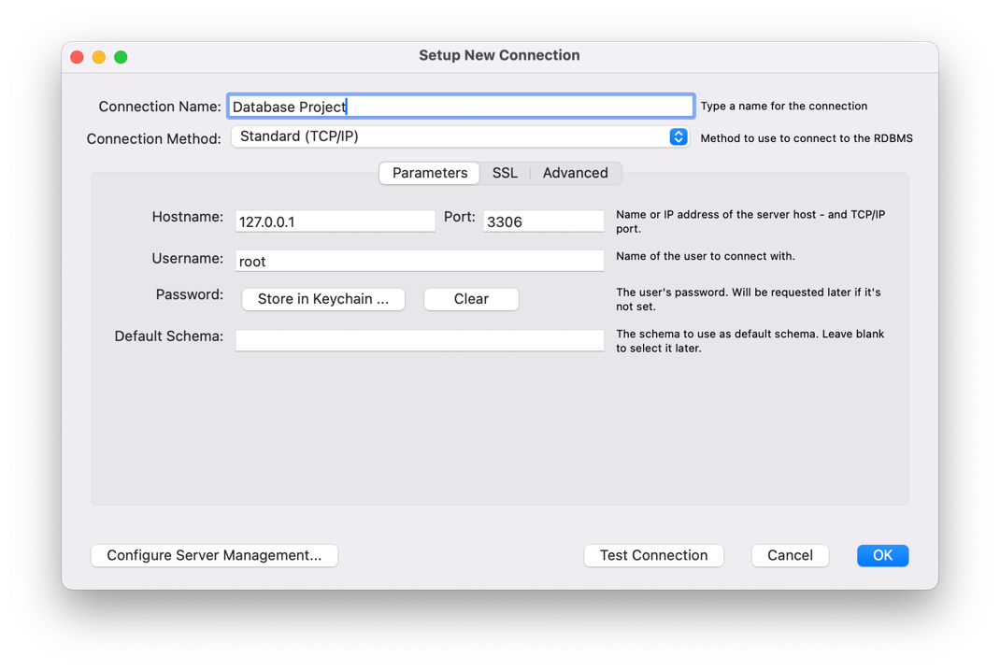 Setup New Connection
Connection Name: Database Project Type a name for the connection
Connection Method: Standard (TCP/IP) Method to use to connect to the RDBMS
Parameters SSL Advanced
Hostname: 127.0.0.1 Port: 3306 Name or IP address of the server host - and TCP/IP
port.
Username: root Name of the user to connect with.
Password: Store in Keychain ... Clear The user's password. Will be requested later if it's
not set.
Default Schema: The schema to use as default schema. Leave blank
to select it later.
Configure Server Management... Test Connection Cancel OK